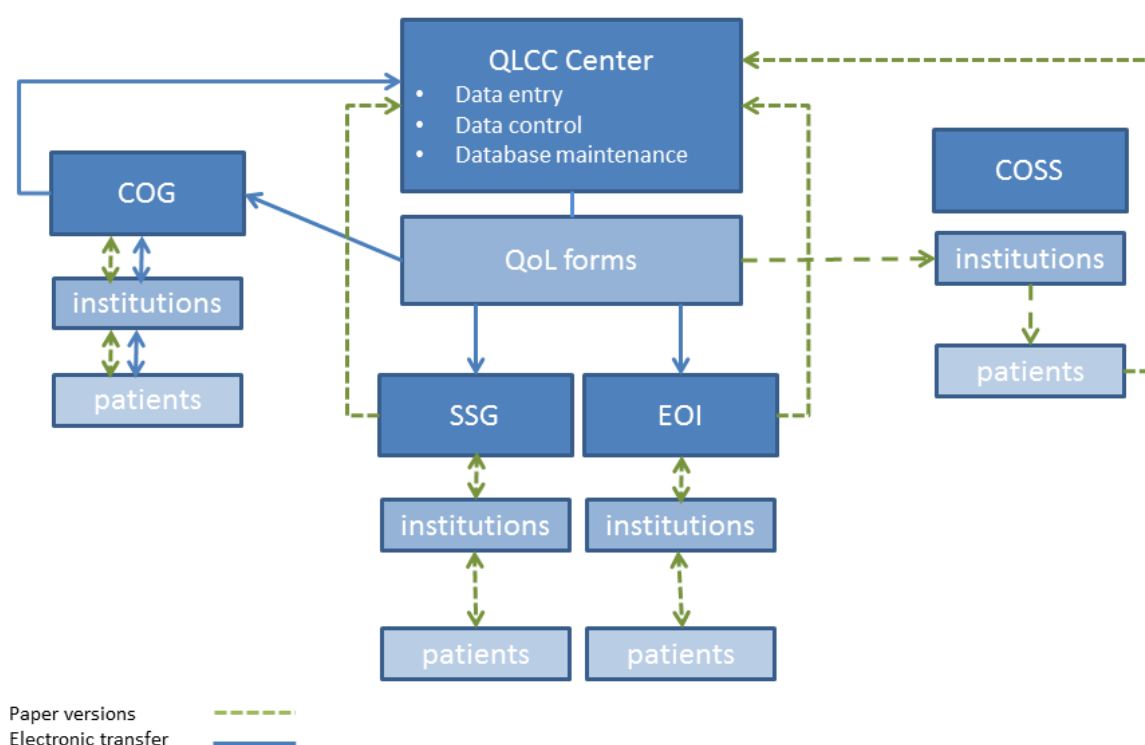 QLCC Center
• Data entry
• Data control
• Database maintenance
COG
COSS
QoL forms
institutions
institutions
patients
patients
SSG
EOI
institutions
institutions
patients
patients
Paper versions
Electronic transfer